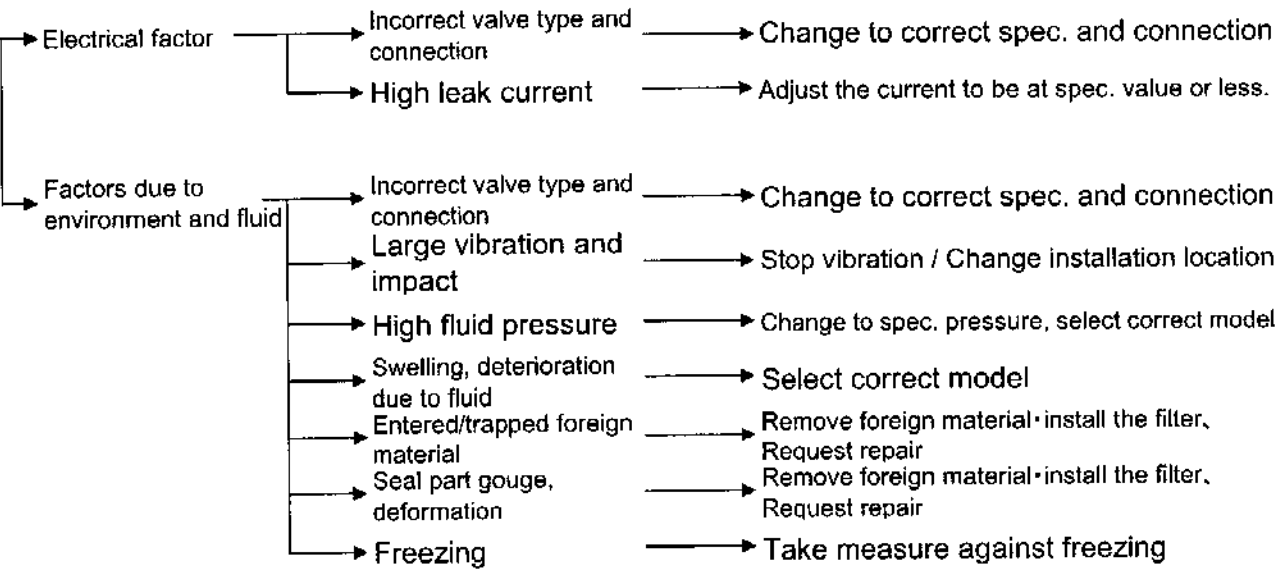 Electrical factor
Incorrect valve type and
connection
Change to correct spec. and connection
High leak current
Adjust the current to be at spec. value or less.
Factors due to
environment and fluid
Incorrect valve type and
connection
Change to correct spec. and connection
Large vibration and
impact
Stop vibration / Change installation location
High fluid pressure
Change to spec. pressure, select correct model
Swelling, deterioration
due to fluid
Select correct model
Entered/trapped foreign
material
Remove foreign material・install the filter、
Request repair
Seal part gouge,
deformation
Remove foreign material・install the filter、
Request repair
Freezing
Take measure against freezing